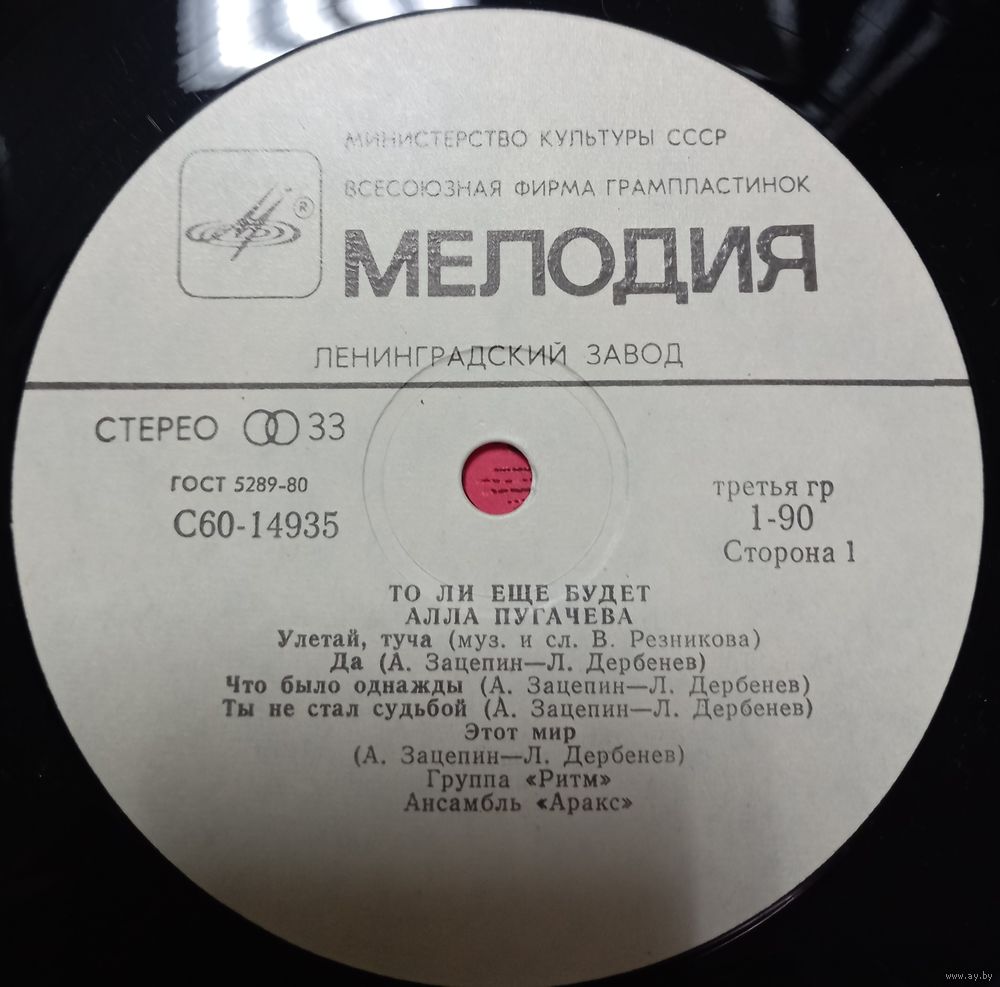 МИНИСТЕРСТВО КУЛЬТУРЫ СССР
ВСЕСОЮЗНАЯ ФИРМА ГРАМПЛАСТИНОК
®
МЕЛОДИЯ
ЛЕНИНГРАДСКИЙ ЗАВОД
СТЕРЕО 33
ГОСТ 5289-80
С60-14935
третья гр
1-90
Сторона 1
ТО ЛИ ЕЩЕ БУДЕТ
АЛЛА ПУГАЧЕВА
Улетай, туча (муз. и сл. В. Резникова)
Да (А. Зацепин—Л. Дербенев)
Что было однажды (А. Зацепин—Л. Дербенев)
Ты не стал судьбой (А. Зацепин—Л. Дербенев)
Этот мир
(А. Зацепин—Л. Дербенев)
Группа «Ритм»
Ансамбль «Аракс»
www.ay.by